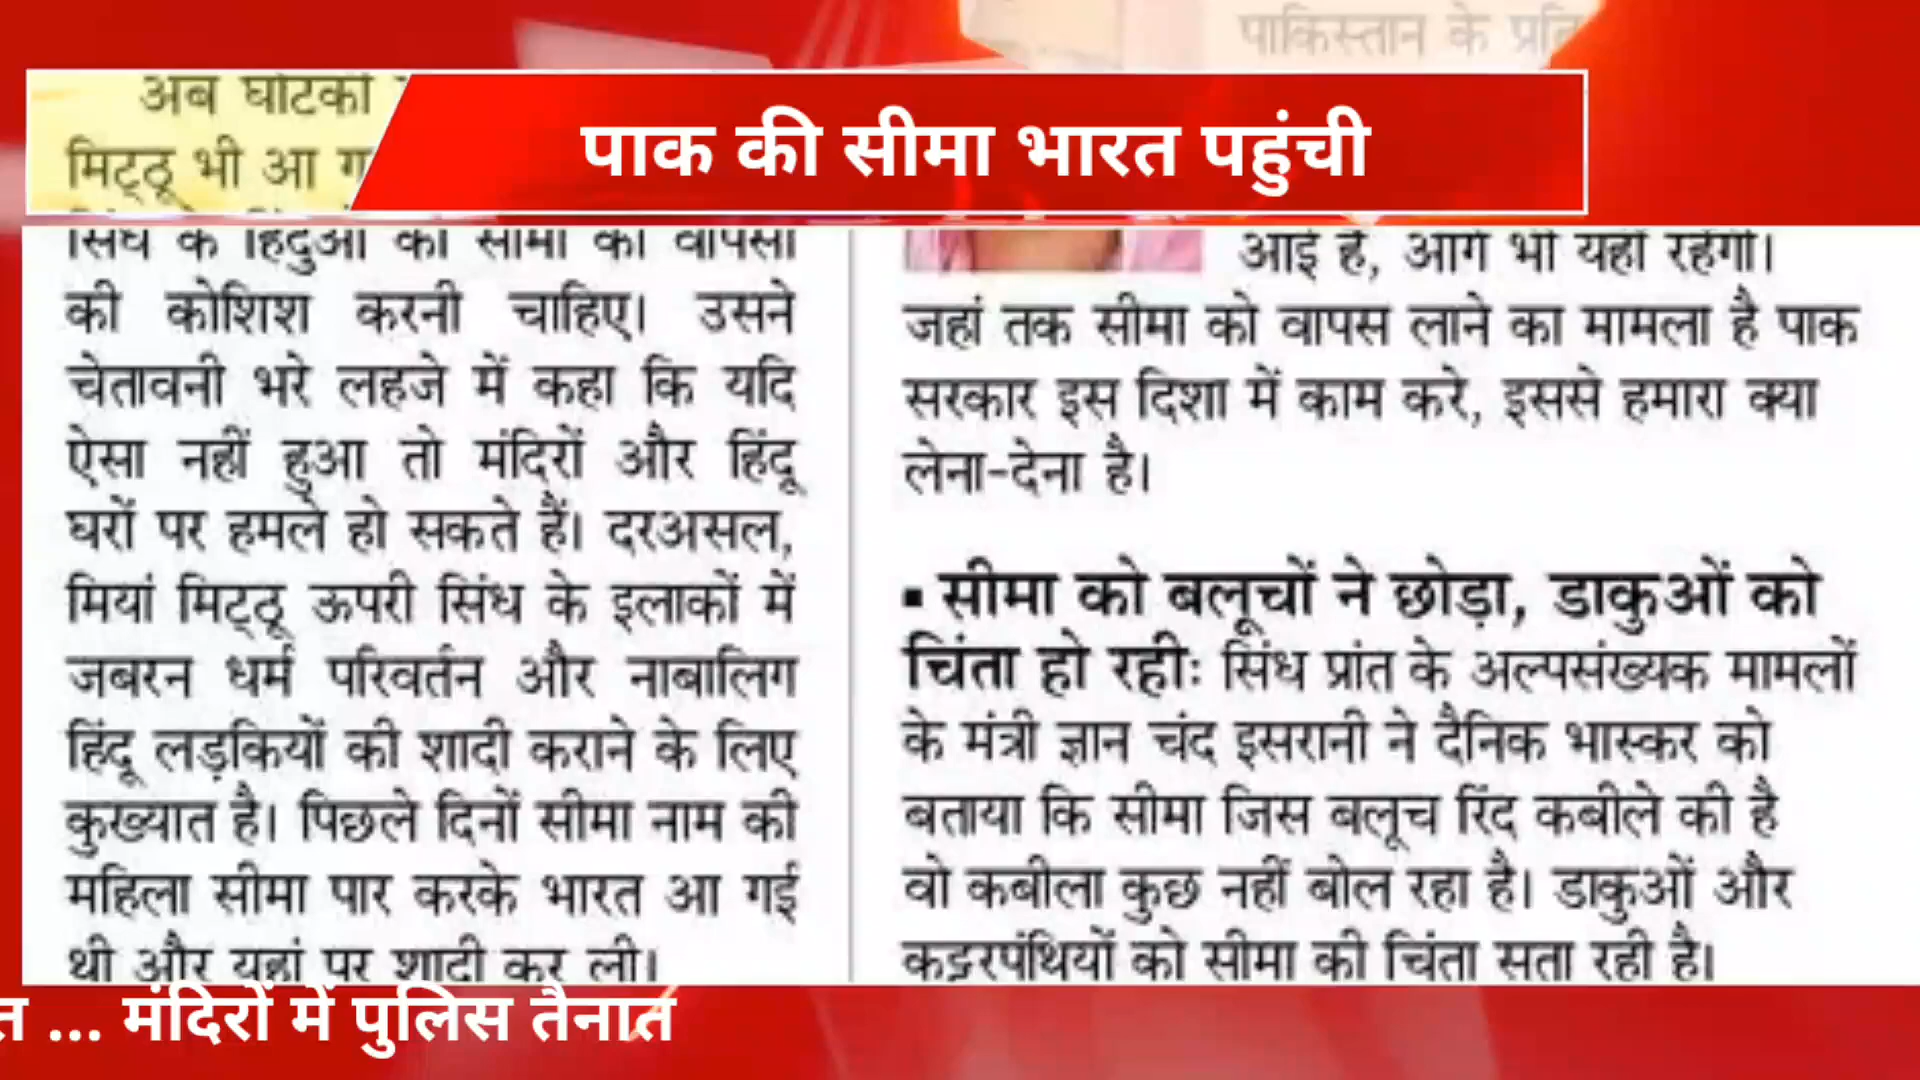 पाकिस्तान के प्रति
अब घोटकी
मिट्ठू भी आ ग
पाक की सीमा भारत पहुंची
सिंध के हिंदुओं को सीमा की वापसी
की कोशिश करनी चाहिए। उसने
चेतावनी भरे लहजे में कहा कि यदि
ऐसा नहीं हुआ तो मंदिरों और हिंदू
घरों पर हमले हो सकते हैं। दरअसल,
मियां मिट्ठू ऊपरी सिंध के इलाकों में
जबरन धर्म परिवर्तन और नाबालिग
हिंदू लड़कियों की शादी कराने के लिए
कुख्यात है। पिछले दिनों सीमा नाम की
महिला सीमा पार करके भारत आ गई
थी और यहां पर शादी कर ली।
आई है, आगे भी यहीं रहेगी।
जहां तक सीमा को वापस लाने का मामला है पाक
सरकार इस दिशा में काम करे, इससे हमारा क्या
लेना-देना है।
▪ सीमा को बलूचों ने छोड़ा, डाकुओं को
चिंता हो रहीः सिंध प्रांत के अल्पसंख्यक मामलों
के मंत्री ज्ञान चंद इसरानी ने दैनिक भास्कर को
बताया कि सीमा जिस बलूच रिंद कबीले की है
वो कबीला कुछ नहीं बोल रहा है। डाकुओं और
कट्टरपंथियों को सीमा की चिंता सता रही है।
त ... मंदिरों में पुलिस तैनात